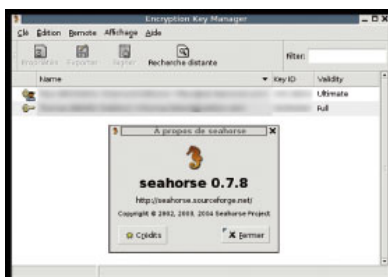 Encryption Key Manager
Clé Édition Remote Affichage Aide
Exporter Recherche distante Filter:
Name Key ID Validity
Ultimate
Full
À propos de seahorse
seahorse 0.7.8
http://seahorse.sourceforge.net/
Copyright © 2002, 2003, 2004 Seahorse Project
Crédits Fermer